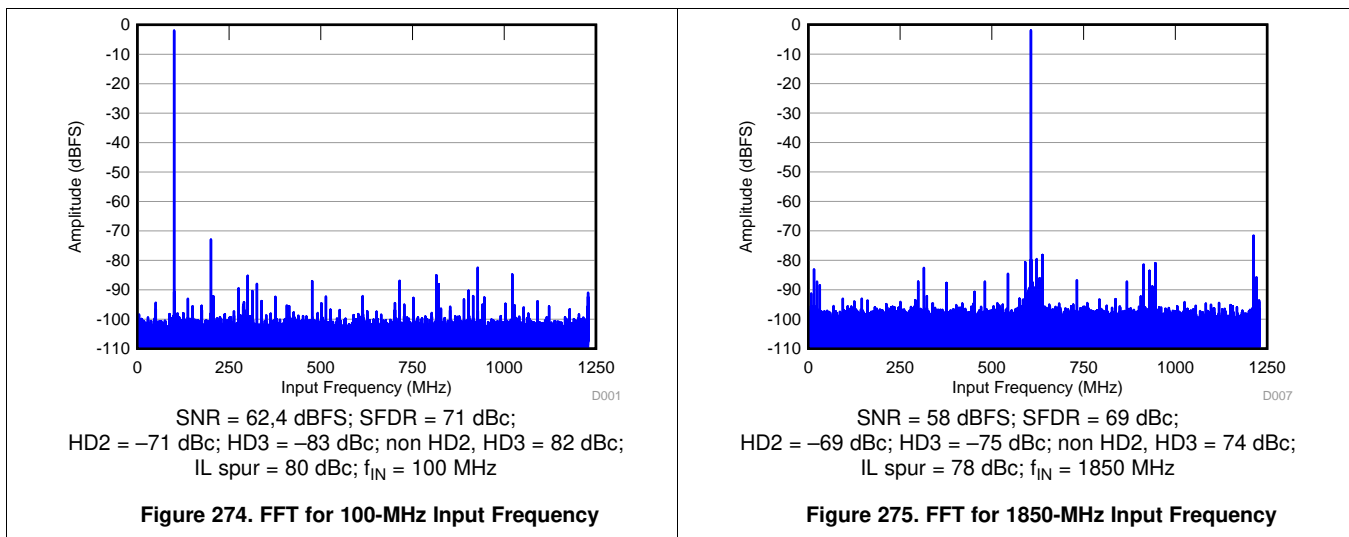 0
-10
-20
-30
-40
-50
-60
-70
-80
-90
-100
-110
Amplitude (dBFS)
0 250 500 750 1000 1250
Input Frequency (MHz)
D001
SNR = 62,4 dBFS; SFDR = 71 dBc;
HD2 = –71 dBc; HD3 = –83 dBc; non HD2, HD3 = 82 dBc;
IL spur = 80 dBc; fIN = 100 MHz
Figure 274. FFT for 100-MHz Input Frequency
0
-10
-20
-30
-40
-50
-60
-70
-80
-90
-100
-110
Amplitude (dBFS)
0 250 500 750 1000 1250
Input Frequency (MHz)
D007
SNR = 58 dBFS; SFDR = 69 dBc;
HD2 = –69 dBc; HD3 = –75 dBc; non HD2, HD3 = 74 dBc;
IL spur = 78 dBc; fIN = 1850 MHz
Figure 275. FFT for 1850-MHz Input Frequency